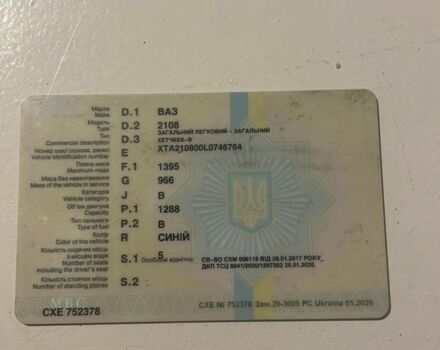 Марка D.1 ВАЗ
Make
Модель D.2 2108
Type ЗАГАЛЬНИЙ ЛЕГКОВИЙ - ЗАГАЛЬНИЙ
Тип D.3 ХЕТЧБЕК-В
Commercial description
Номер шасі (кузова, рами) E XTA210800L0746764
Vehicle identification number
Повна маса F.1 1395
Maximum mass
Маса без навантаження G 966
Mass of the vehicle in service
Категорія J B
Vehicle category
Об'єм двигуна P.1 1288
Capacity
Тип пального P.2 B
Type of fuel
Колір R СИНІЙ
Color of the vehicle
Кількість сидячих місць 5
з місцем водія S.1 Особливі відмітки: СВ-ВО СХМ 006118 ВІД 28.01.2017 РОКУ,
Number of seats ДКП ТСЦ 8041/2020/1897362 25.01.2020
including the driver's seat
Кількість стоячих місць S.2
Number of standing places
МВС
СХЕ 752378
СХЕ № 752378 Зам.20-3005 РС Ukraina 01.2020